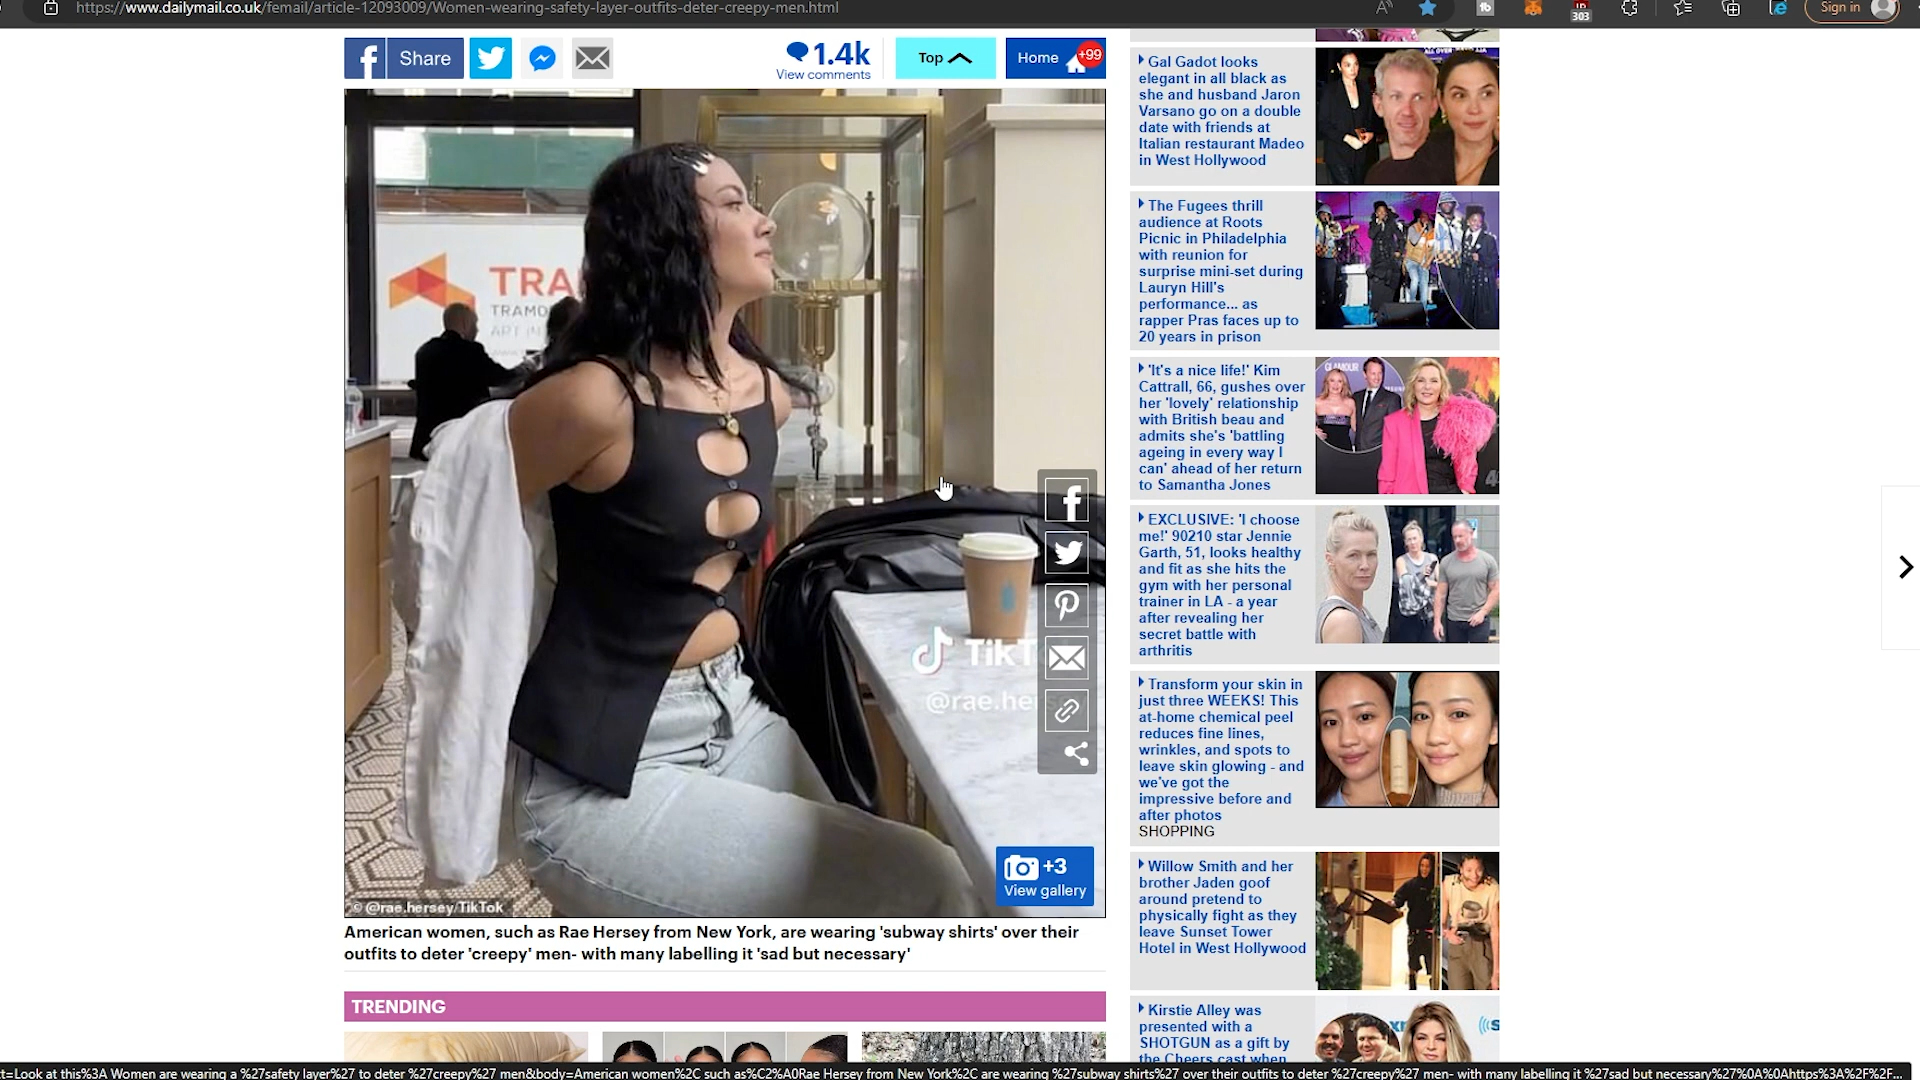 https://www.dailymail.co.uk/femail/article-12093009/Women-wearing-safety-layer-outfits-deter-creepy-men.html
303
Sign in
Share
1.4k
View comments
Top
Home
+99
TRA
TRAMO
ART IN
TikT
@rae.he
+3
View gallery
© @rae.hersey/TikTok
American women, such as Rae Hersey from New York, are wearing 'subway shirts' over their
outfits to deter 'creepy' men- with many labelling it 'sad but necessary'
TRENDING
Gal Gadot looks
elegant in all black as
she and husband Jaron
Varsano go on a double
date with friends at
Italian restaurant Madeo
in West Hollywood
The Fugees thrill
audience at Roots
Picnic in Philadelphia
with reunion for
surprise mini-set during
Lauryn Hill's
performance... as
rapper Pras faces up to
20 years in prison
'It's a nice life!' Kim
Cattrall, 66, gushes over
her 'lovely' relationship
with British beau and
admits she's 'battling
ageing in every way I
can' ahead of her return
to Samantha Jones
GLAMOUR
EXCLUSIVE: 'I choose
me!' 90210 star Jennie
Garth, 51, looks healthy
and fit as she hits the
gym with her personal
trainer in LA - a year
after revealing her
secret battle with
arthritis
Transform your skin in
just three WEEKS! This
at-home chemical peel
reduces fine lines,
wrinkles, and spots to
leave skin glowing - and
we've got the
impressive before and
after photos
SHOPPING
Willow Smith and her
brother Jaden goof
around pretend to
physically fight as they
leave Sunset Tower
Hotel in West Hollywood
Kirstie Alley was
presented with a
SHOTGUN as a gift by
the Cheers cast when
t=Look at this%3A Women are wearing a %27safety layer%27 to deter %27creepy%27 men&body=American women%2C such as%C2%A0Rae Hersey from New York%2C are wearing %27subway shirts%27 over their outfits to deter %27creepy%27 men- with many labelling it %27sad but necessary%27%0A%0Ahttps%3A%2F%2F...